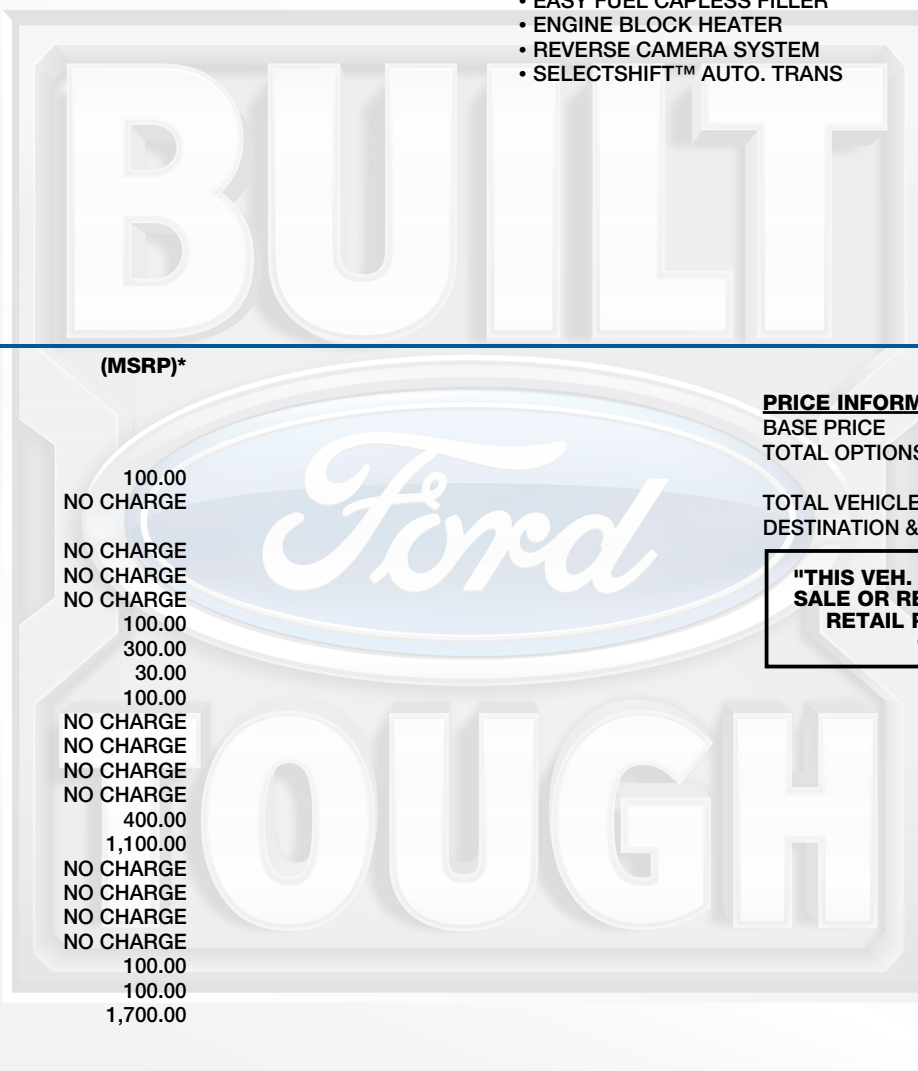 • EASY FUEL CAPLESS FILLER
• ENGINE BLOCK HEATER
• REVERSE CAMERA SYSTEM
• SELECTSHIFT™ AUTO. TRANS
BUILT
(MSRP)*
100.00
NO CHARGE
NO CHARGE
NO CHARGE
NO CHARGE
100.00
300.00
30.00
100.00
NO CHARGE
NO CHARGE
NO CHARGE
NO CHARGE
400.00
1,100.00
NO CHARGE
NO CHARGE
NO CHARGE
NO CHARGE
100.00
100.00
1,700.00
Ford
TOUGH
PRICE INFORM
BASE PRICE
TOTAL OPTIONS
TOTAL VEHICLE
DESTINATION &
"THIS VEH.
SALE OR RE
RETAIL